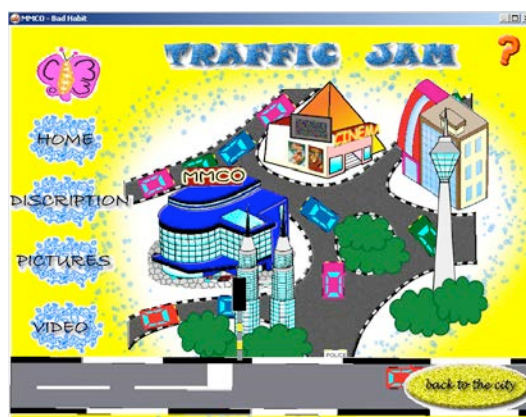 MMCO - Bad Habit
TRAFFIC JAM
?
HOME
CINEMA
MMCO
DISCRIPTION
PICTURES
VIDEO
POLICE
back to the city